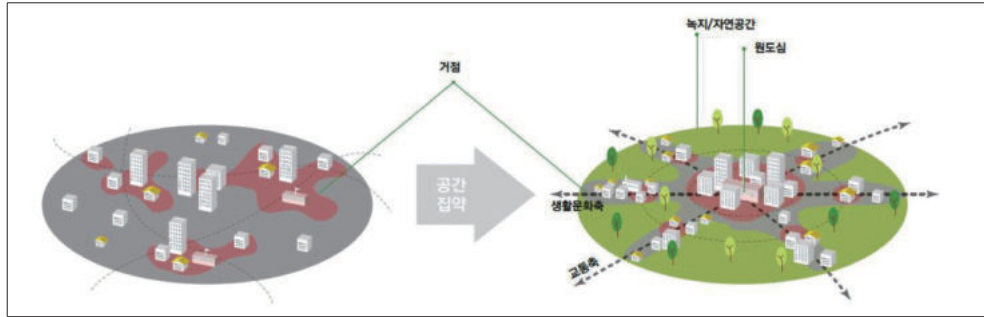 녹지/자연공간
원도심
거점
공간
집약
생활문화축
교통축